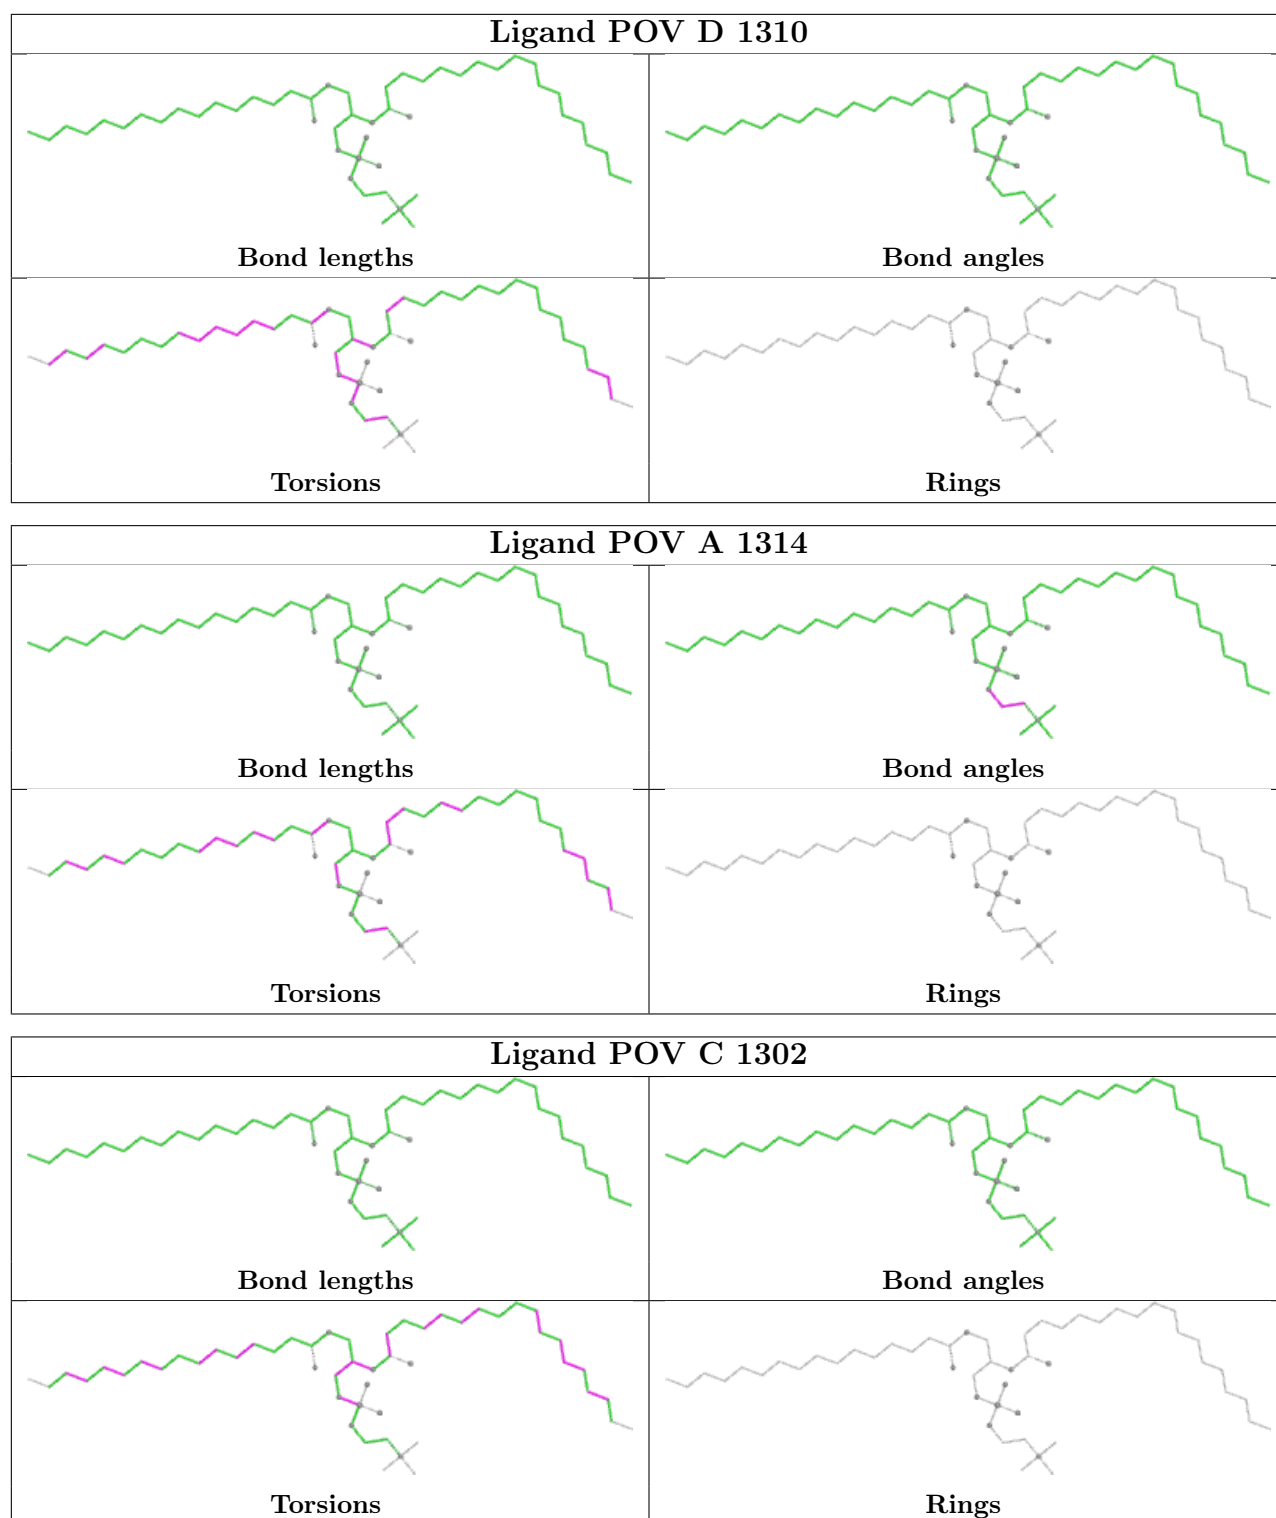 Ligand POV D 1310
Bond lengths
Bond angles
Torsions
Rings
Ligand POV A 1314
Bond lengths
Bond angles
Torsions
Rings
Ligand POV C 1302
Bond lengths
Bond angles
Torsions
Rings